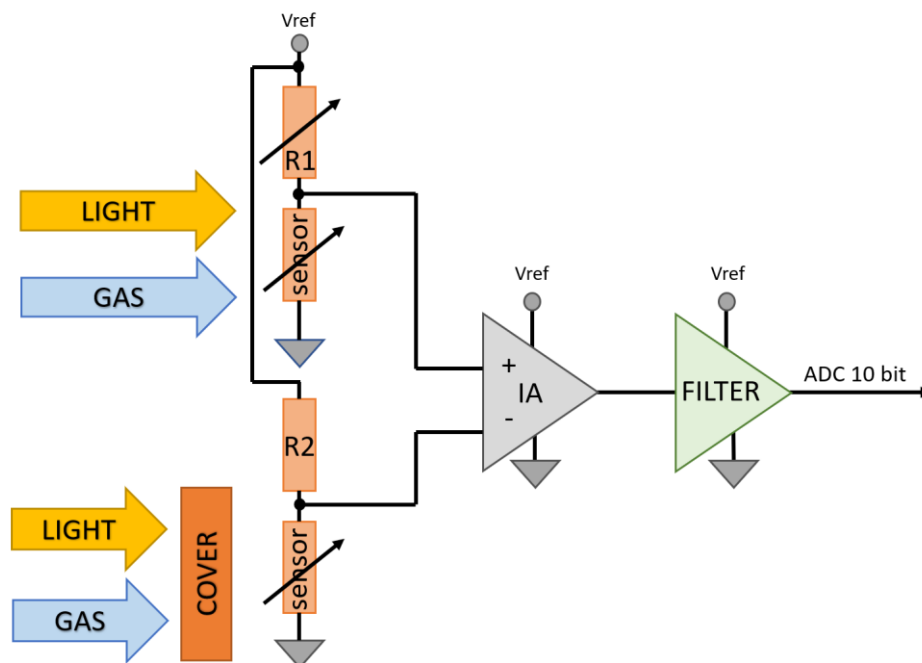 Vref
R1
LIGHT
sensor
GAS
Vref
Vref
+
IA
-
FILTER
ADC 10 bit
R2
LIGHT
COVER
sensor
GAS